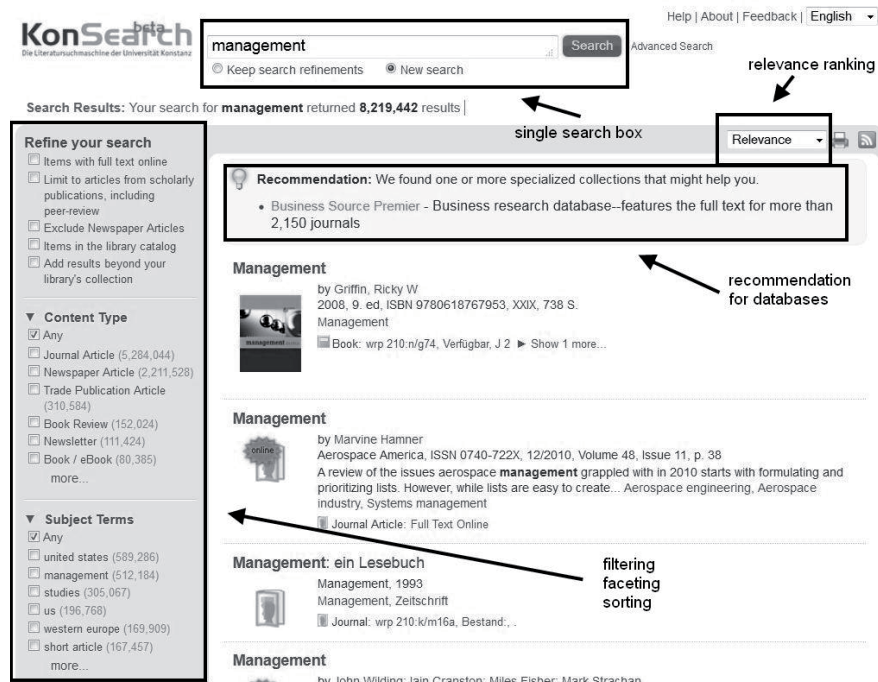 Help | About | Feedback | English
KonSearch beta
Die Literatursuchmaschine der Universität Konstanz
management
Search
Advanced Search
Keep search refinements New search
relevance ranking
Search Results: Your search for management returned 8,219,442 results
single search box
Relevance
Refine your search
Items with full text online
Limit to articles from scholarly
publications, including
peer-review
Exclude Newspaper Articles
Items in the library catalog
Add results beyond your
library's collection
Content Type
Any
Journal Article (5,284,044)
Newspaper Article (2,211,528)
Trade Publication Article
(310,584)
Book Review (152,024)
Newsletter (111,424)
Book / eBook (80,385)
more...
Subject Terms
Any
united states (589,286)
management (512,184)
studies (305,067)
us (196,768)
western europe (169,909)
short article (167,457)
more...
Recommendation: We found one or more specialized collections that might help you.
• Business Source Premier - Business research database--features the full text for more than
2,150 journals
recommendation
for databases
Management
by Griffin, Ricky W
2008, 9. ed, ISBN 9780618767953, XXIX, 738 S.
Management
management
Book: wrp 210:n/g74, Verfügbar, J 2 ► Show 1 more...
Management
online
by Marvine Hamner
Aerospace America, ISSN 0740-722X, 12/2010, Volume 48, Issue 11, p. 38
A review of the issues aerospace management grappled with in 2010 starts with formulating and
prioritizing lists. However, while lists are easy to create... Aerospace engineering, Aerospace
industry, Systems management
Journal Article: Full Text Online
Management: ein Lesebuch
Management, 1993
Management, Zeitschrift
Journal: wrp 210:k/m16a, Bestand:, .
filtering
faceting
sorting
Management
by John Wilding; Iain Cranston; Miles Fisher; Mark Strachan